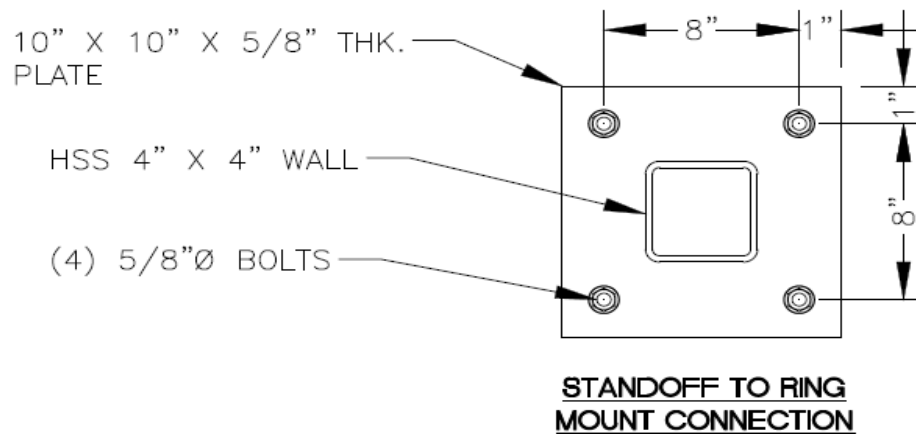 8” 1”
10” X 10” X 5/8” THK.
PLATE
1”
HSS 4” X 4” WALL
8”
(4) 5/8”Ø BOLTS
STANDOFF TO RING
MOUNT CONNECTION